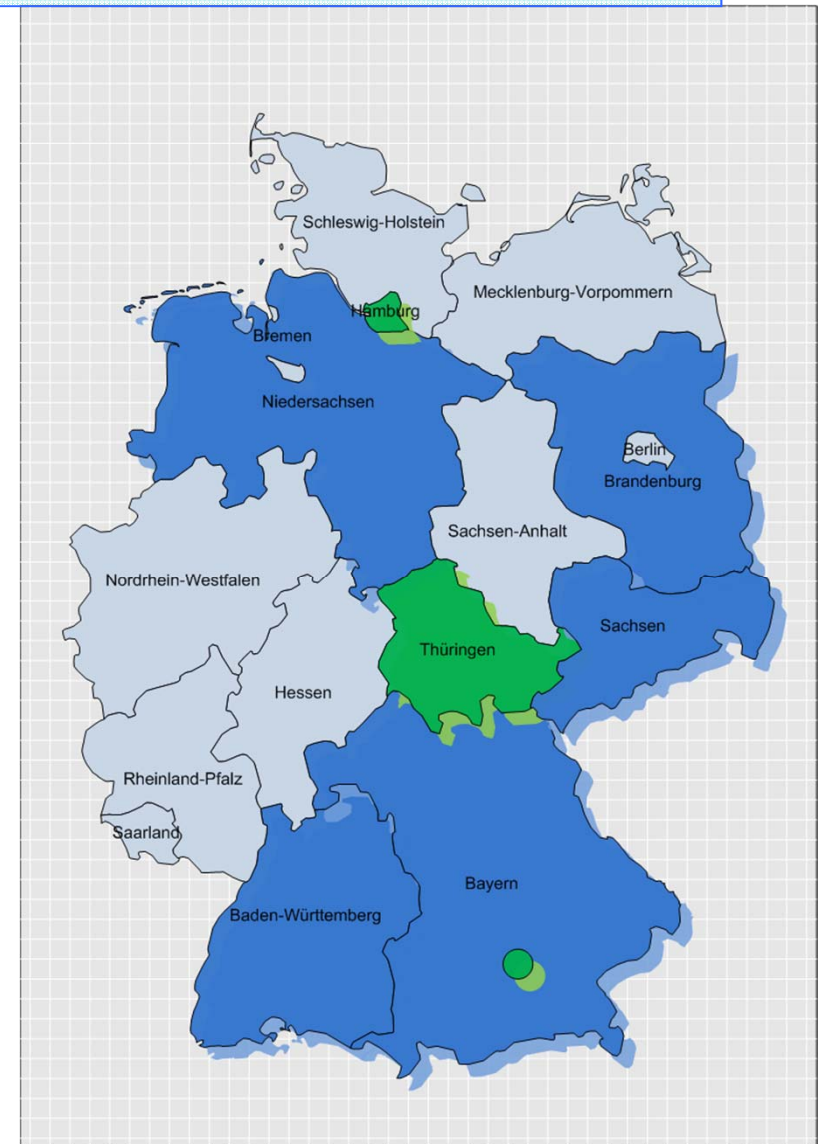 Schleswig-Holstein
Mecklenburg-Vorpommern
Hamburg
Bremen
Niedersachsen
Berlin
Brandenburg
Sachsen-Anhalt
Nordrhein-Westfalen
Sachsen
Thüringen
Hessen
Rheinland-Pfalz
Saarland
Bayern
Baden-Württemberg